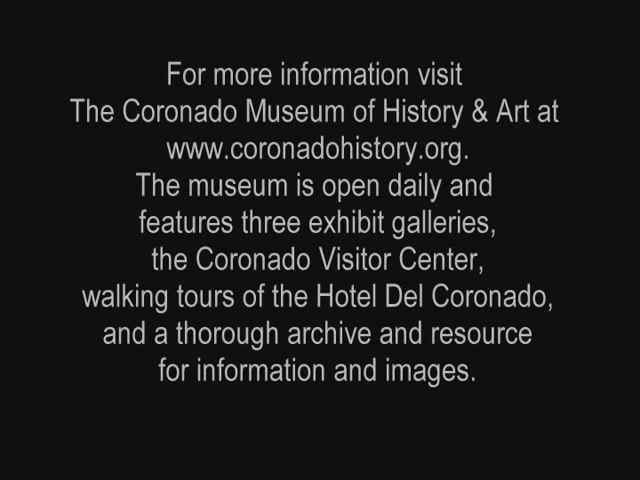 For more information visit
The Coronado Museum of History & Art at
www.coronadohistory.org.
The museum is open daily and
features three exhibit galleries,
the Coronado Visitor Center,
walking tours of the Hotel Del Coronado,
and a thorough archive and resource
for information and images.